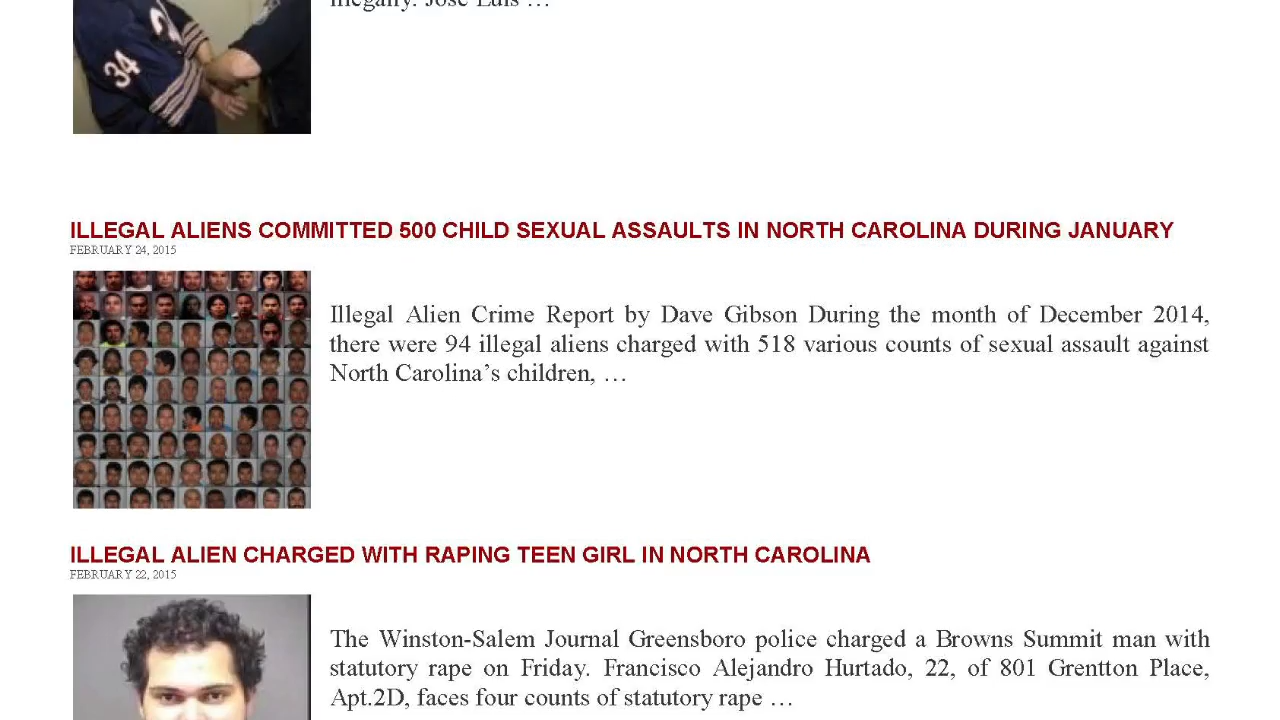 illegally. Jose Luis …
34
ILLEGAL ALIENS COMMITTED 500 CHILD SEXUAL ASSAULTS IN NORTH CAROLINA DURING JANUARY
FEBRUARY 24, 2015
Illegal Alien Crime Report by Dave Gibson During the month of December 2014,
there were 94 illegal aliens charged with 518 various counts of sexual assault against
North Carolina’s children, …
ILLEGAL ALIEN CHARGED WITH RAPING TEEN GIRL IN NORTH CAROLINA
FEBRUARY 22, 2015
The Winston-Salem Journal Greensboro police charged a Browns Summit man with
statutory rape on Friday. Francisco Alejandro Hurtado, 22, of 801 Grentton Place,
Apt.2D, faces four counts of statutory rape …